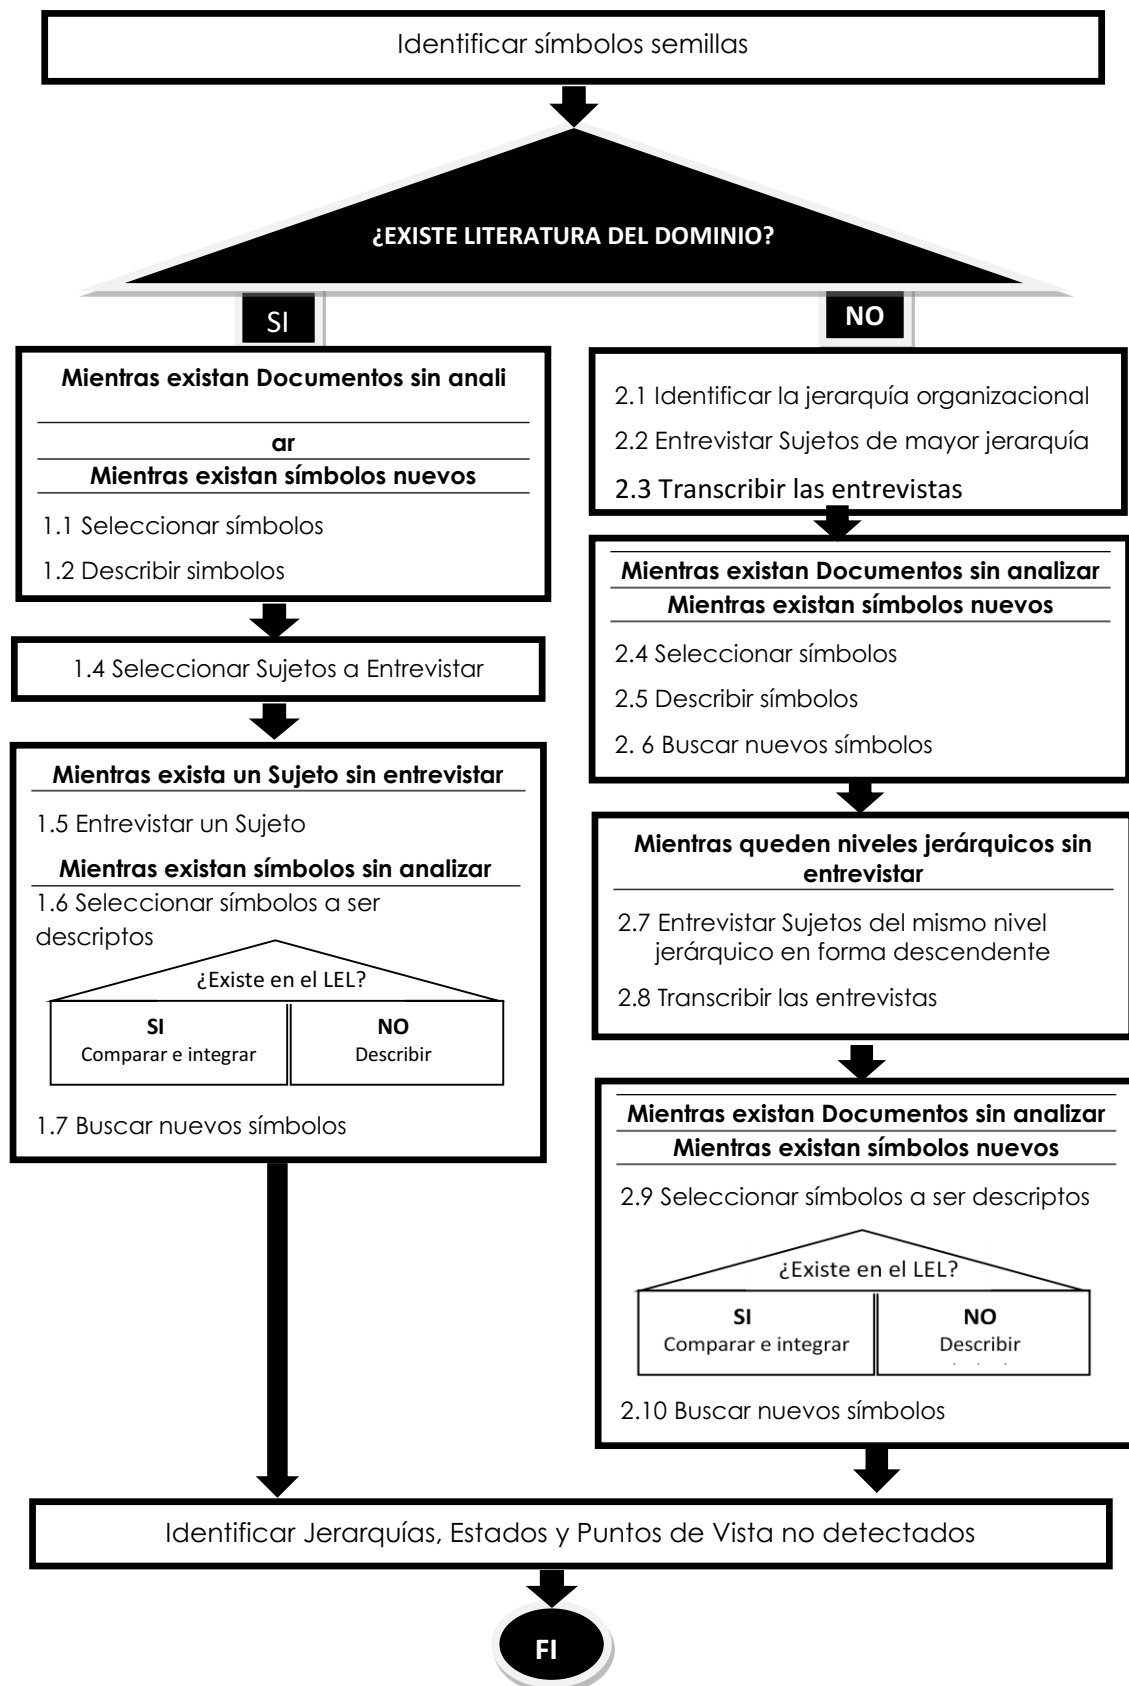 Identificar símbolos semillas
¿EXISTE LITERATURA DEL DOMINIO?
SI
NO
Mientras existan Documentos sin anali
ar
Mientras existan símbolos nuevos
1.1 Seleccionar símbolos
1.2 Describir simbolos
1.4 Seleccionar Sujetos a Entrevistar
Mientras exista un Sujeto sin entrevistar
1.5 Entrevistar un Sujeto
Mientras existan símbolos sin analizar
1.6 Seleccionar símbolos a ser
descriptos
¿Existe en el LEL?
SI
Comparar e integrar
NO
Describir
1.7 Buscar nuevos símbolos
2.1 Identificar la jerarquía organizacional
2.2 Entrevistar Sujetos de mayor jerarquía
2.3 Transcribir las entrevistas
Mientras existan Documentos sin analizar
Mientras existan símbolos nuevos
2.4 Seleccionar símbolos
2.5 Describir símbolos
2. 6 Buscar nuevos símbolos
Mientras queden niveles jerárquicos sin
entrevistar
2.7 Entrevistar Sujetos del mismo nivel
jerárquico en forma descendente
2.8 Transcribir las entrevistas
Mientras existan Documentos sin analizar
Mientras existan símbolos nuevos
2.9 Seleccionar símbolos a ser descriptos
¿Existe en el LEL?
SI
Comparar e integrar
NO
Describir
2.10 Buscar nuevos símbolos
Identificar Jerarquías, Estados y Puntos de Vista no detectados
FI